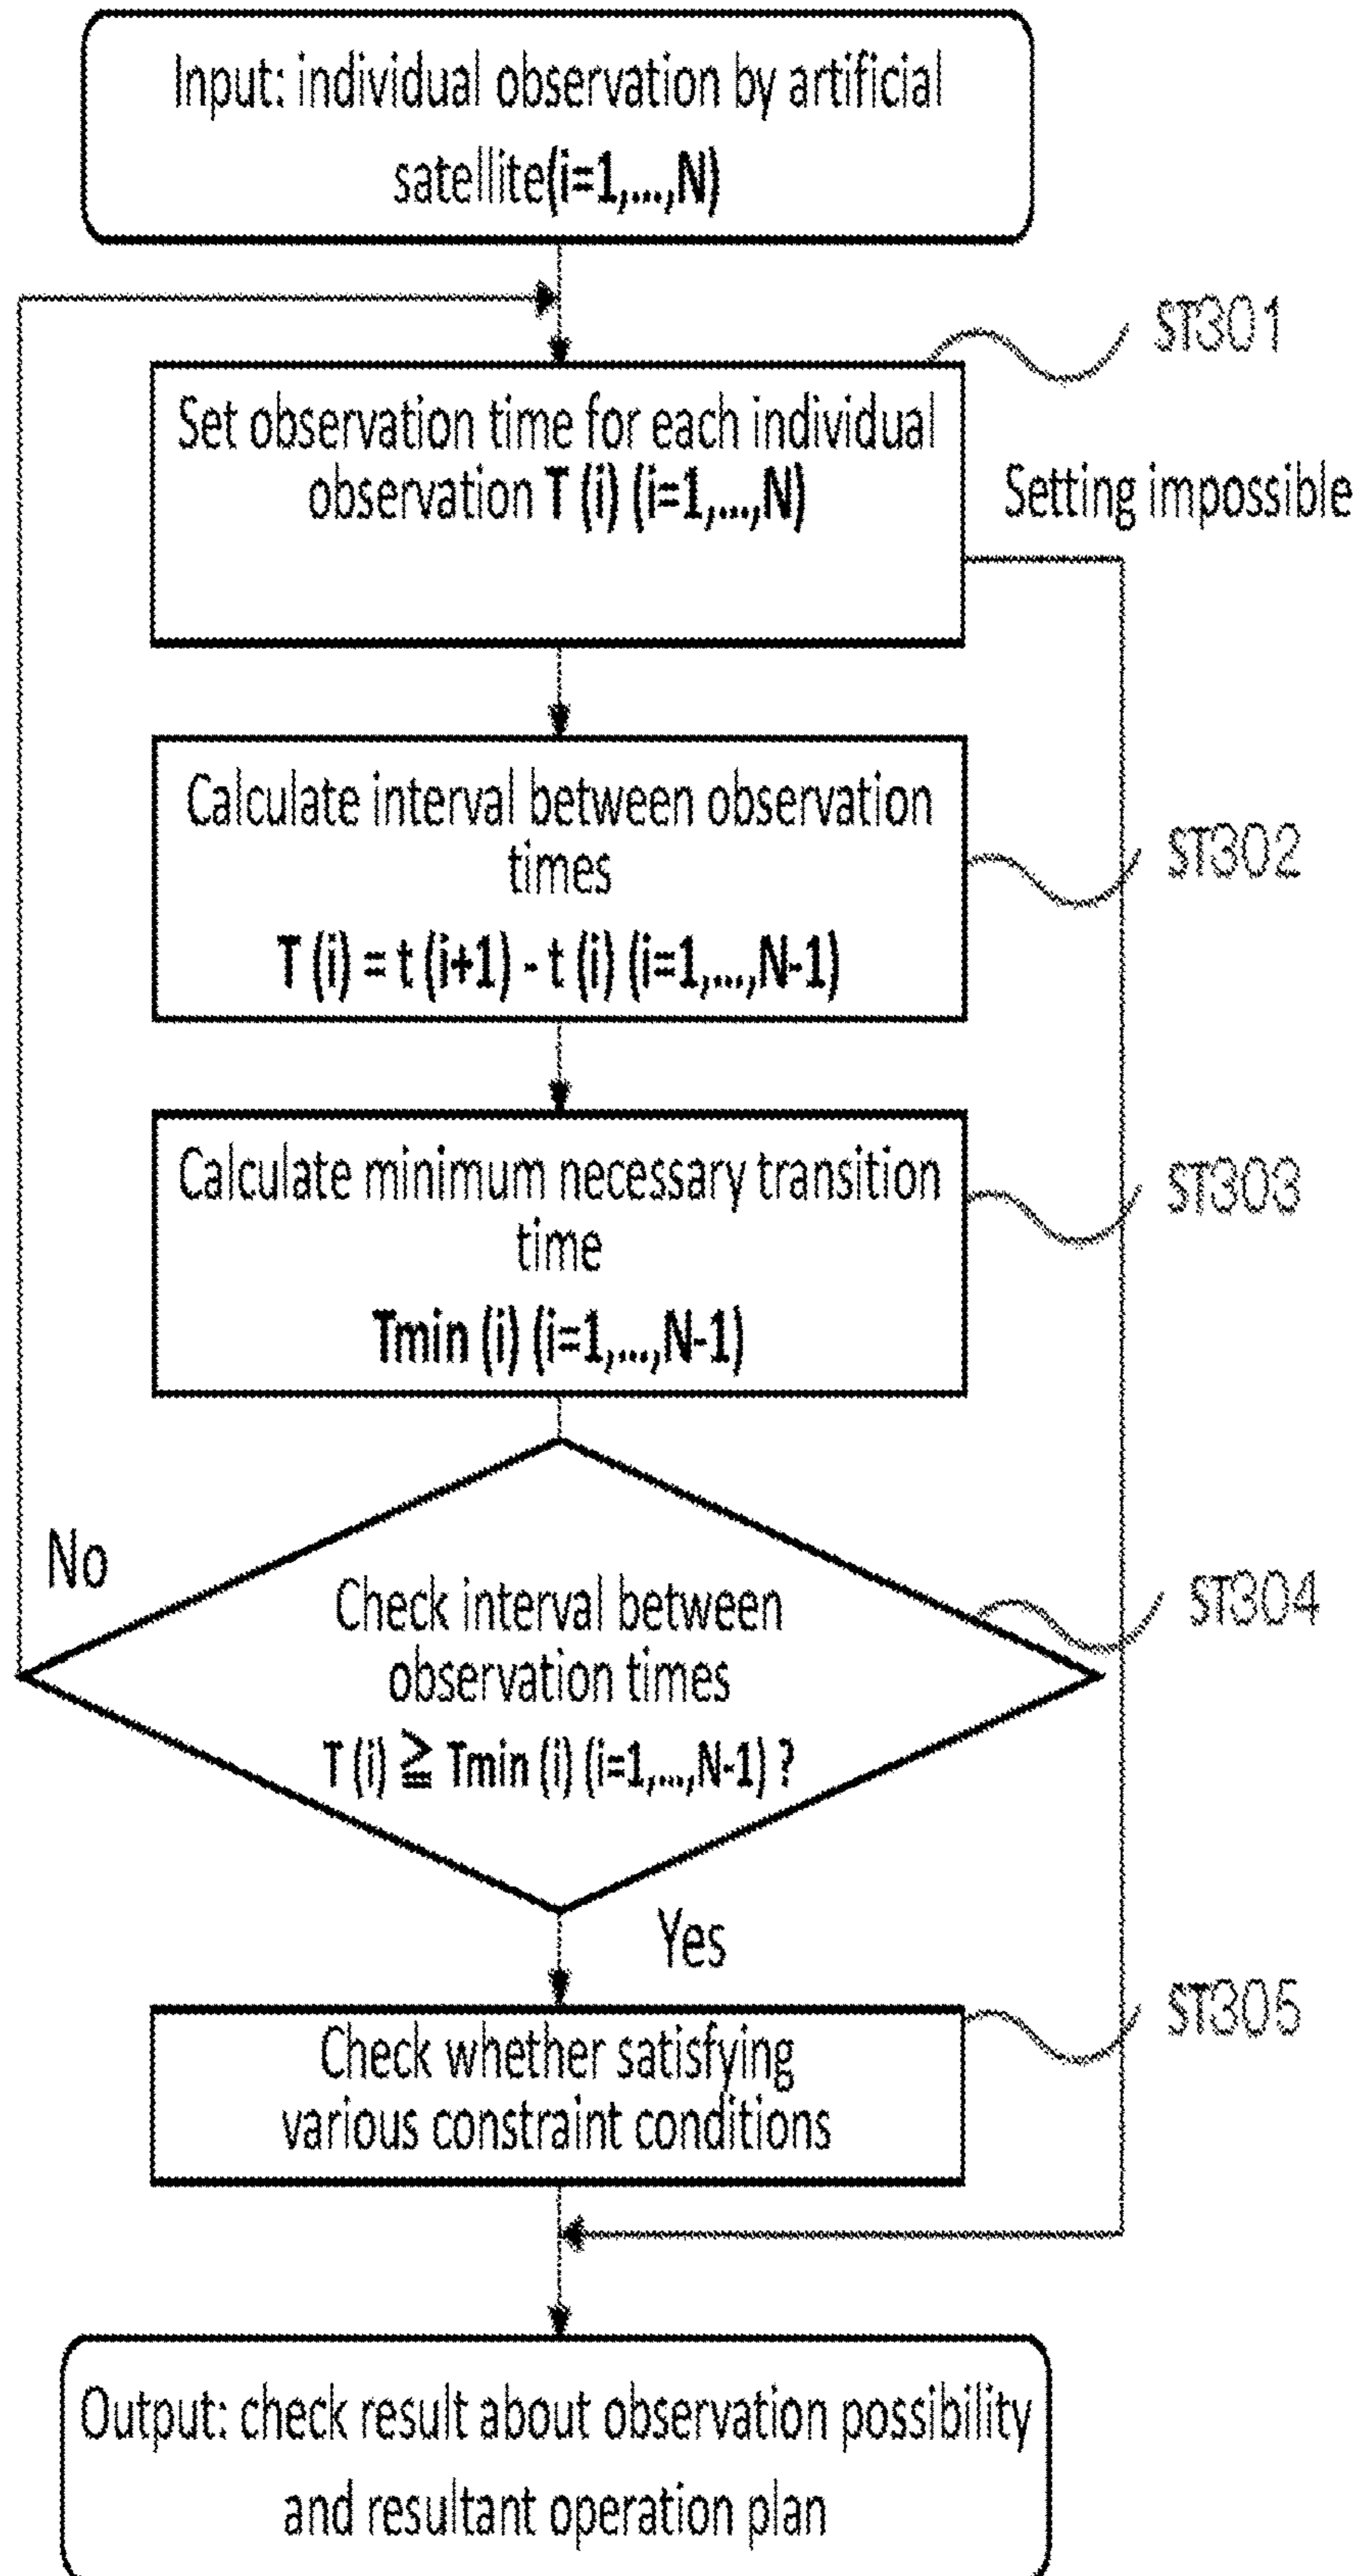 Input: individual observation by artificial
satellite(i=1,...,N)
ST301
Set observation time for each individual
observation T (i) (i=1,...,N)
Setting impossible
Calculate interval between observation
times
T (i) = t (i+1) - t (i) (i=1,...,N-1)
ST302
Calculate minimum necessary transition
time
Tmin (i) (i=1,...,N-1)
ST303
No
Check interval between
observation times
T (i) ≧ Tmin (i) (i=1,...,N-1) ?
ST304
Yes
Check whether satisfying
various constraint conditions
ST305
Output: check result about observation possibility
and resultant operation plan